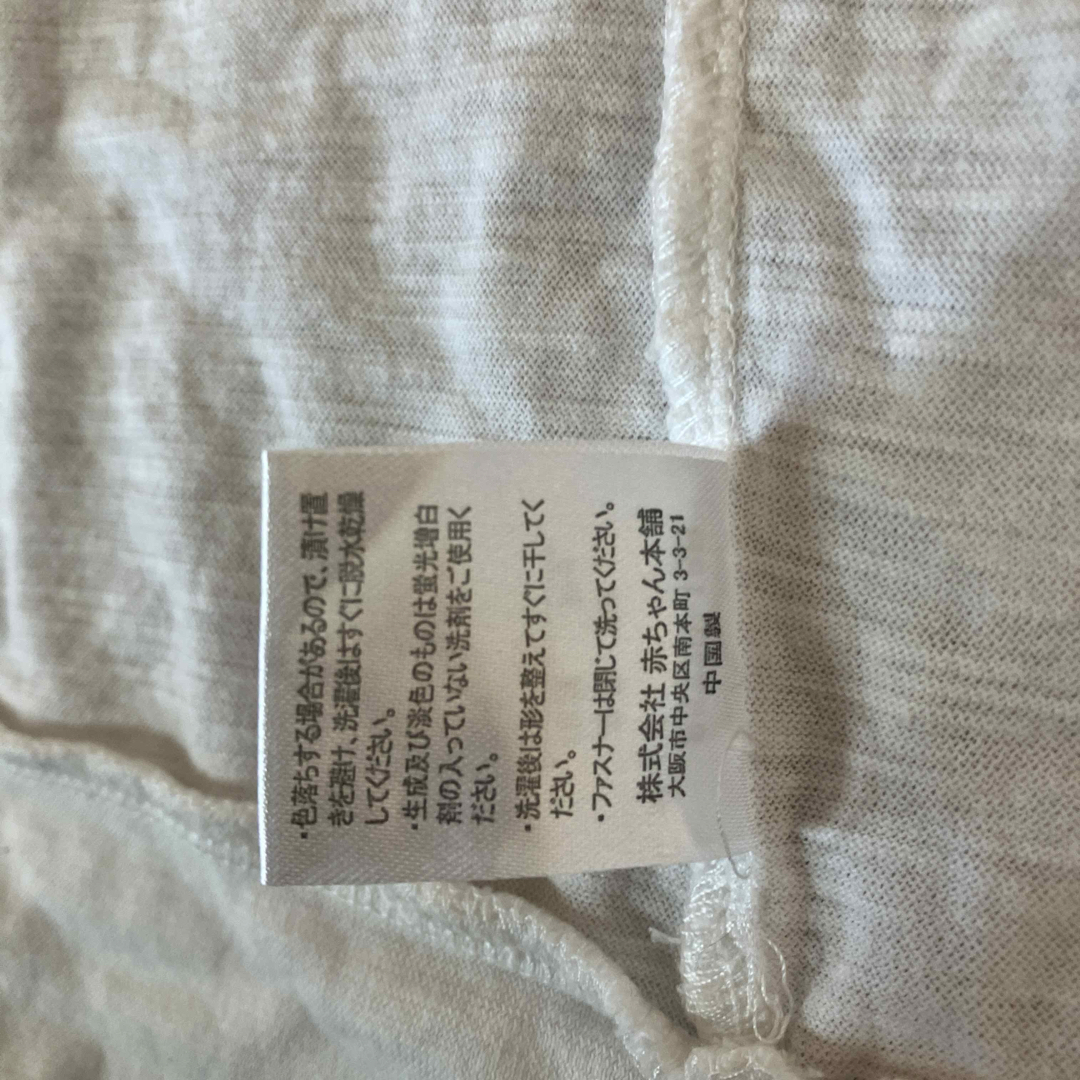 ・色落ちする場合があるので、漬け置
きを避け、洗濯後はすぐに脱水乾燥
してください。
・生成及び淡色のものは蛍光増白
剤の入っていない洗剤をご使用く
ださい。
・洗濯後は形を整えてすぐに干してく
ださい。
・ファスナーは閉じて洗ってください。
株式会社 赤ちゃん本舗
大阪市中央区南本町 3-3-21
中国製